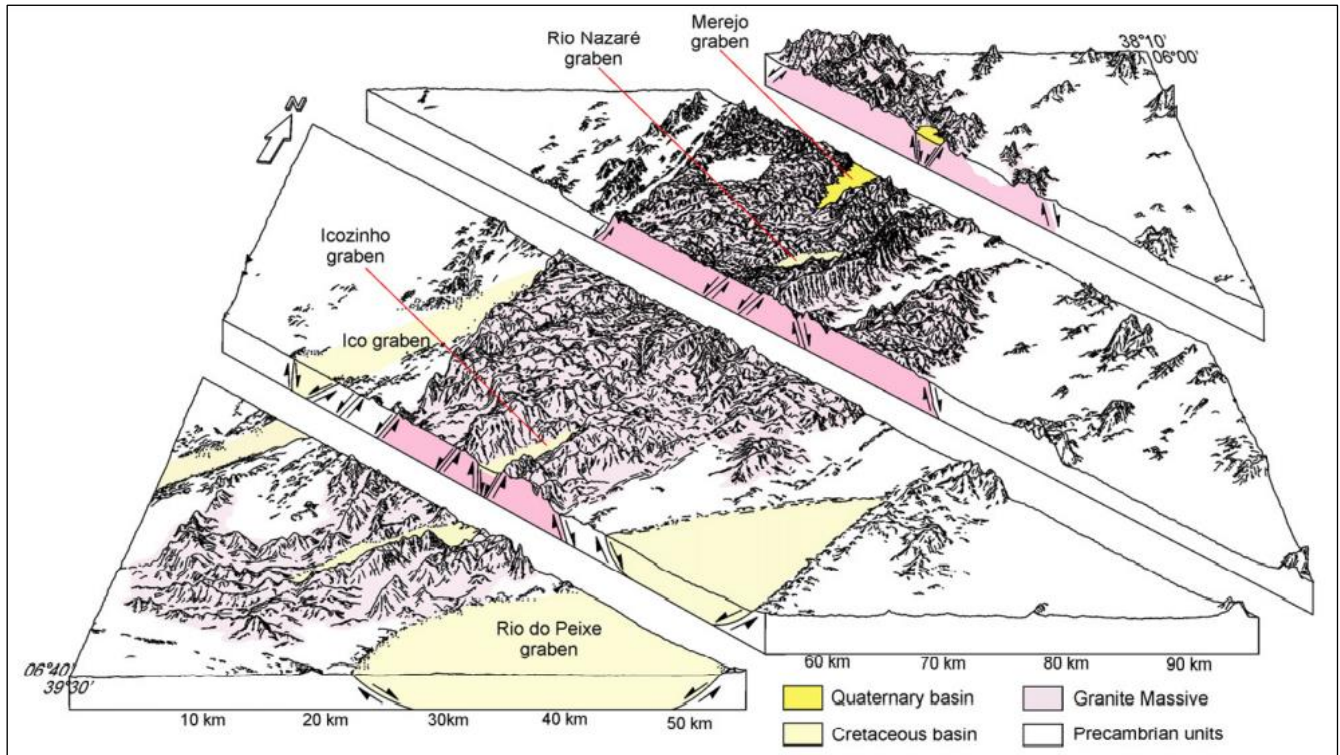 Merejo
graben
Rio Nazaré
graben
38°10'
06°00'
N
Icozinho
graben
Ico graben
Rio do Peixe
graben
06°40'
39°30'
10 km
20 km
30km
40 km
50 km
60 km
70 km
80 km
90 km
Quaternary basin
Granite Massive
Cretaceous basin
Precambrian units